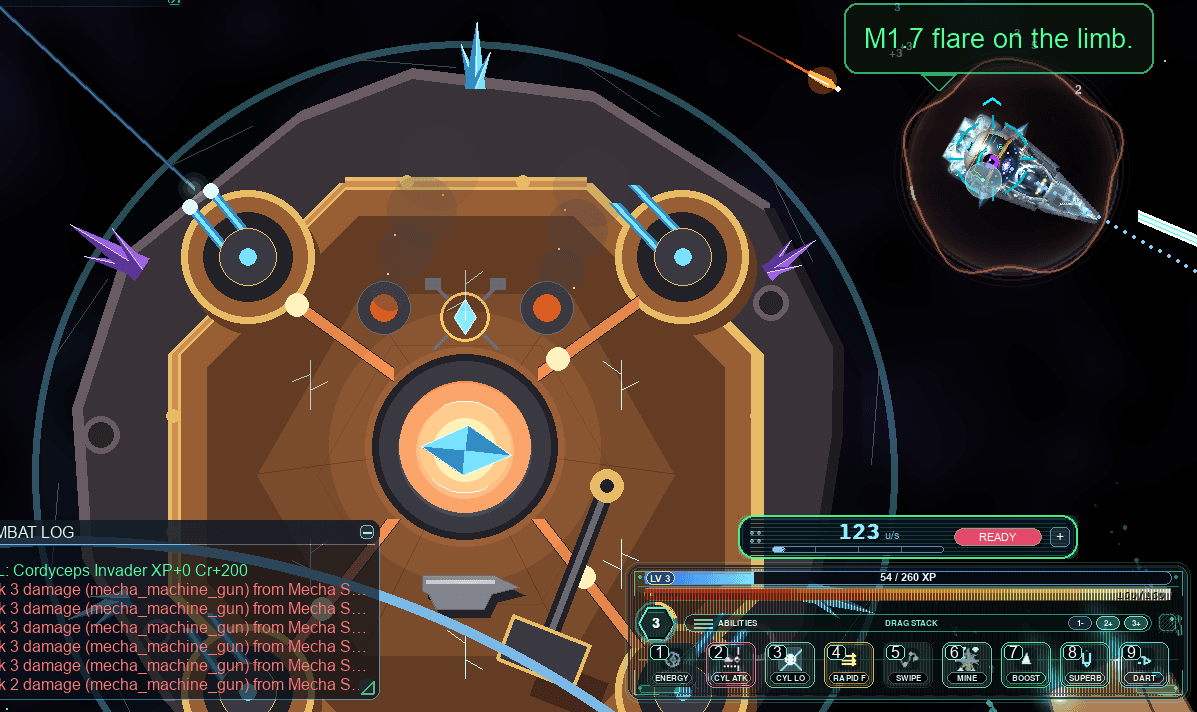 M1.7 flare on the limb.
3
+3
2
MBAT LOG
L: Cordyceps Invader XP+0 Cr+200
k 3 damage (mecha_machine_gun) from Mecha S…
k 3 damage (mecha_machine_gun) from Mecha S…
k 3 damage (mecha_machine_gun) from Mecha S…
k 3 damage (mecha_machine_gun) from Mecha S…
k 3 damage (mecha_machine_gun) from Mecha S…
k 2 damage (mecha_machine_gun) from Mecha S…
123 u/s READY +
LV 3 54 / 260 XP
3 ABILITIES DRAG STACK 1- 2+ 3+
1 2 3 4 5 6 7 8 9
ENERGY CYL ATK CYL LO RAPID F SWIPE MINE BOOST SUPERB DART